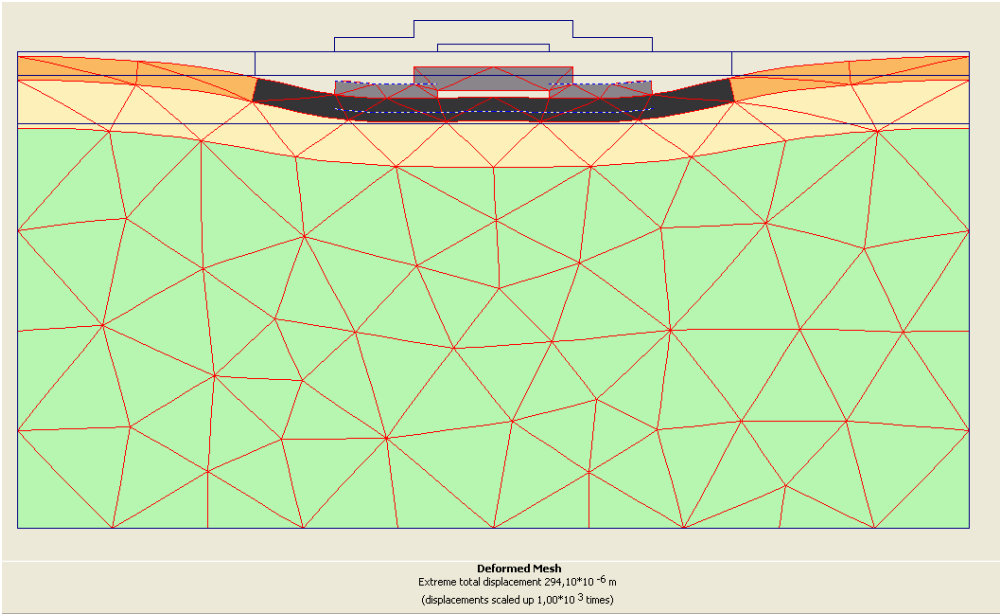 Deformed Mesh
Extreme total displacement 294,10*10 -6 m
(displacements scaled up 1,00*10 3 times)